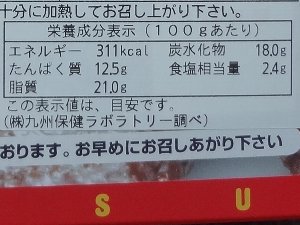 十分に加熱してお召し上がり下さい。
栄養成分表示（１００ｇあたり）
エネルギー 311kcal 炭水化物 18.0g
たんぱく質 12.5g 食塩相当量 2.4g
脂質 21.0g
この表示値は、目安です。
㈱九州保健ラボラトリー調べ）
おります。お早めにお召しあがり下さい
S U